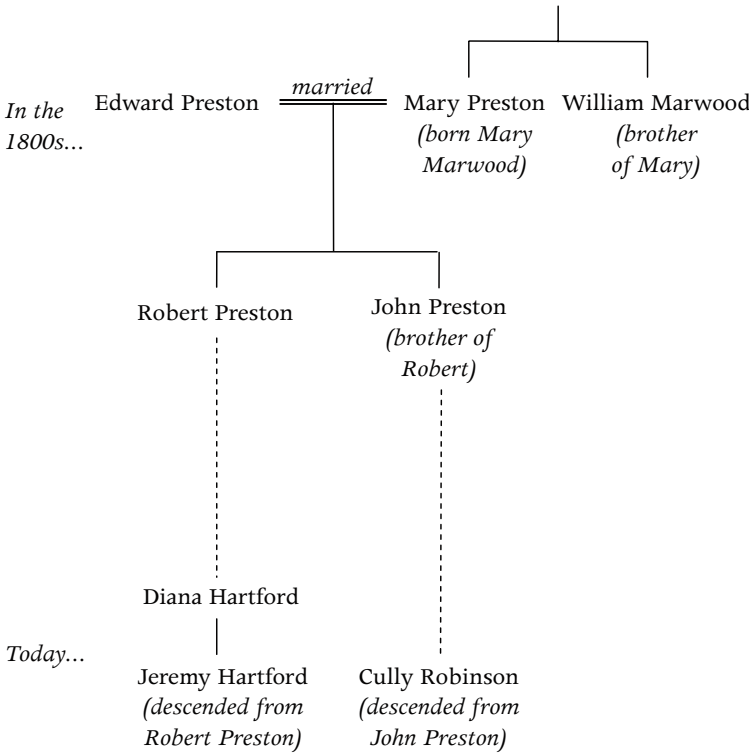 married
In the
1800s...
Edward Preston
Mary Preston
(born Mary
Marwood)
William Marwood
(brother
of Mary)
Robert Preston
John Preston
(brother of
Robert)
Diana Hartford
Today...
Jeremy Hartford
(descended from
Robert Preston)
Cully Robinson
(descended from
John Preston)